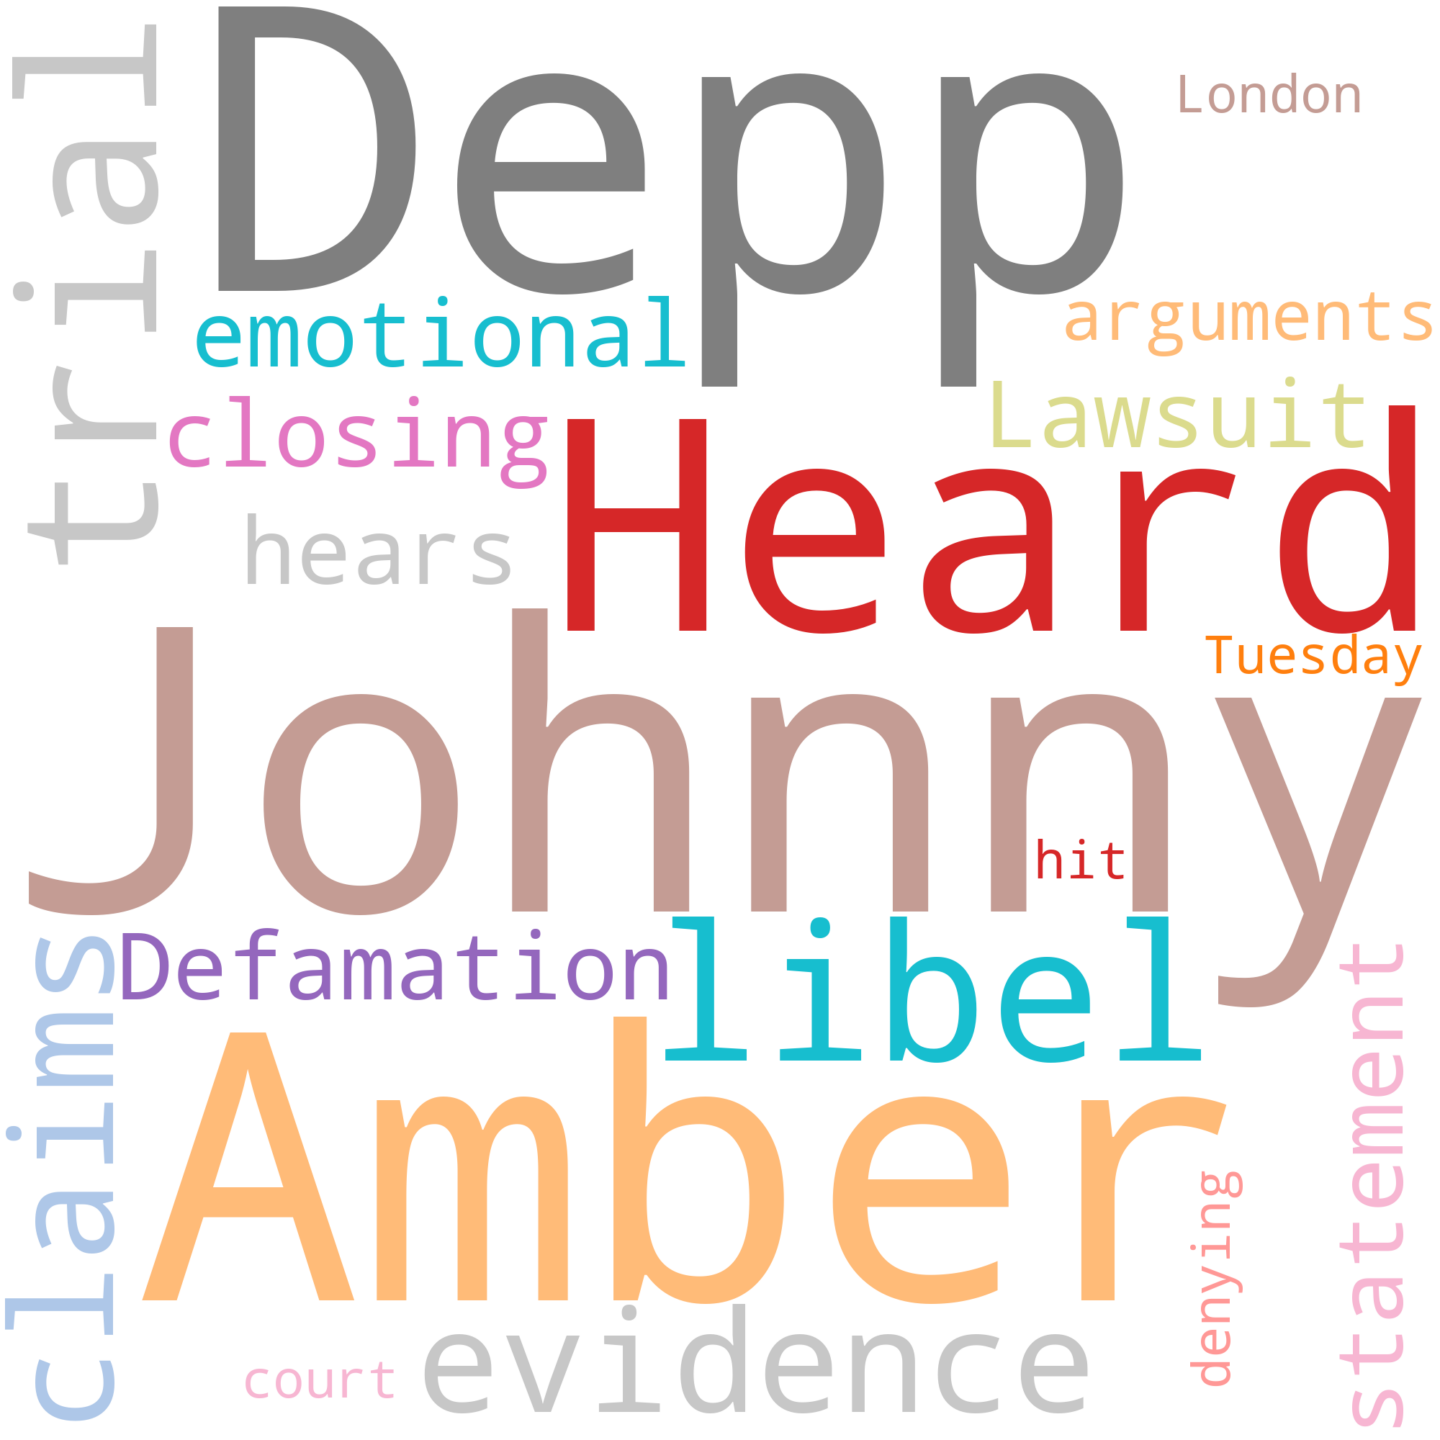 trial
Depp
London
emotional
arguments
closing
Lawsuit
Heard
hears
Tuesday
Johnny
hit
claims
Defamation
libel
statement
Amber
denying
evidence
court